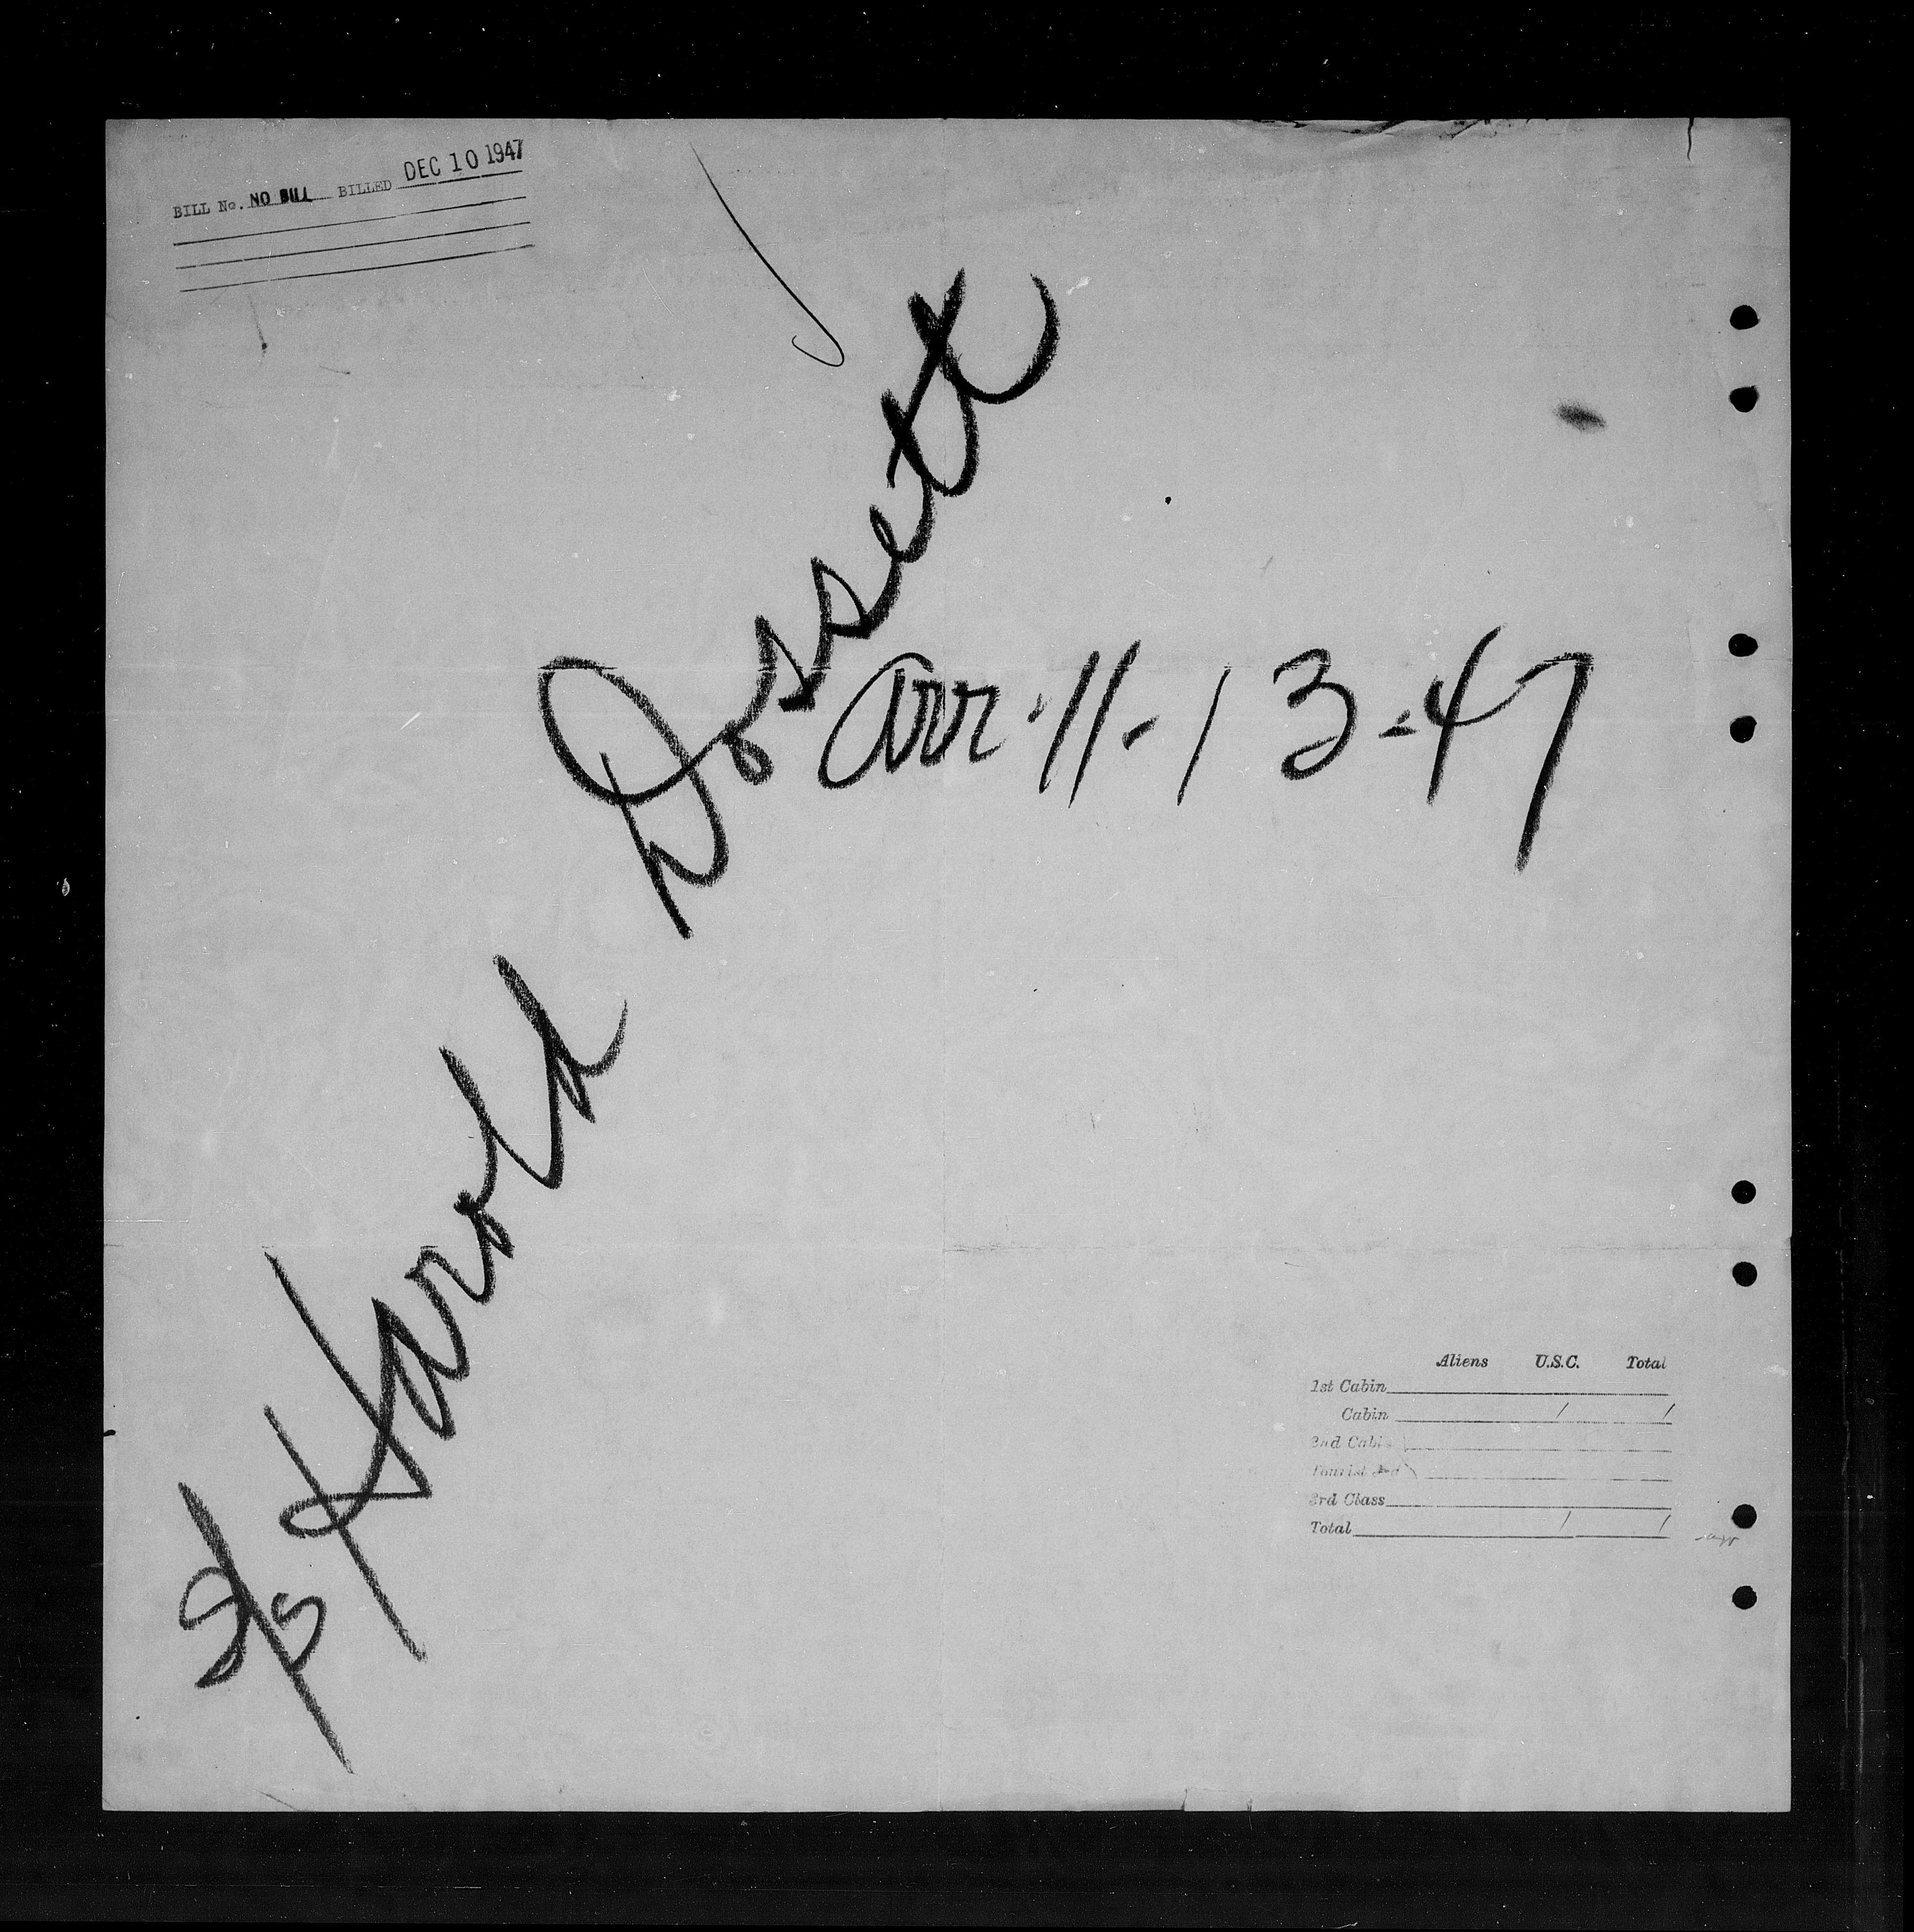 BILL No. NO BILL BILLED DEC 10 1947
S/S Harold Dossett
Arr. 11-13-47
Aliens U.S.C. Total
1st Cabin
Cabin / /
2nd Cabin
Tourist 3rd
3rd Class
Total / /